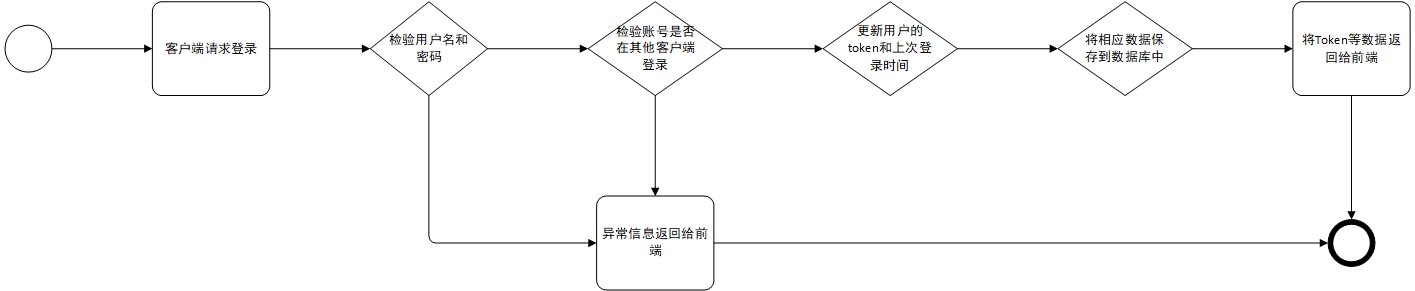 客户端请求登录
检验用户名和
密码
检验账号是否
在其他客户端
登录
更新用户的
token和上次登
录时间
将相应数据保
存到数据库中
将Token等数据返
回给前端
异常信息返回给前
端